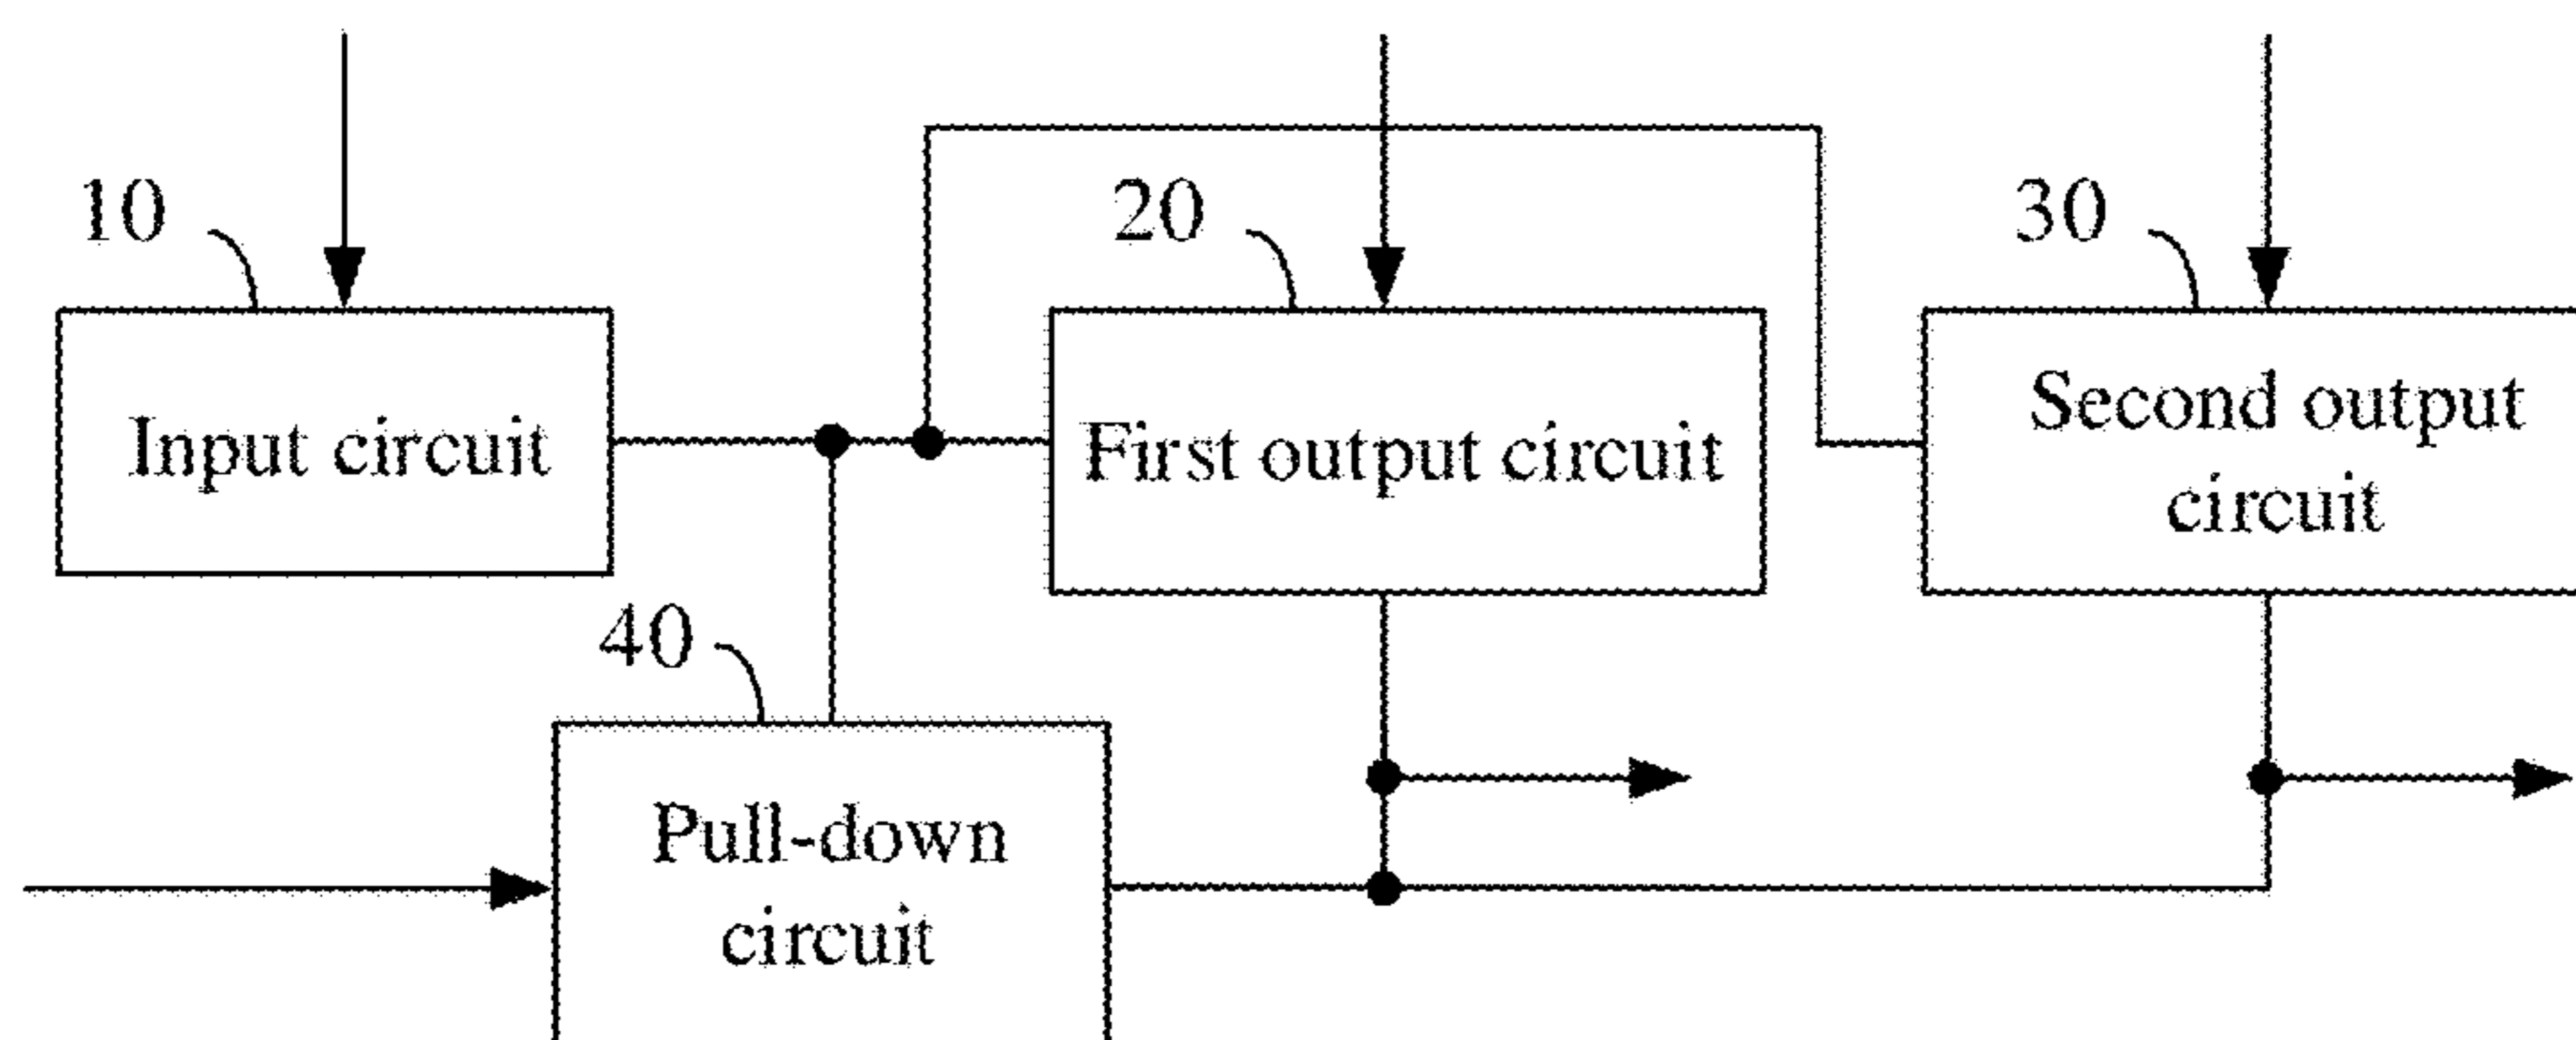 10
20
30
Input circuit
First output circuit
Second output
circuit
40
Pull-down
circuit